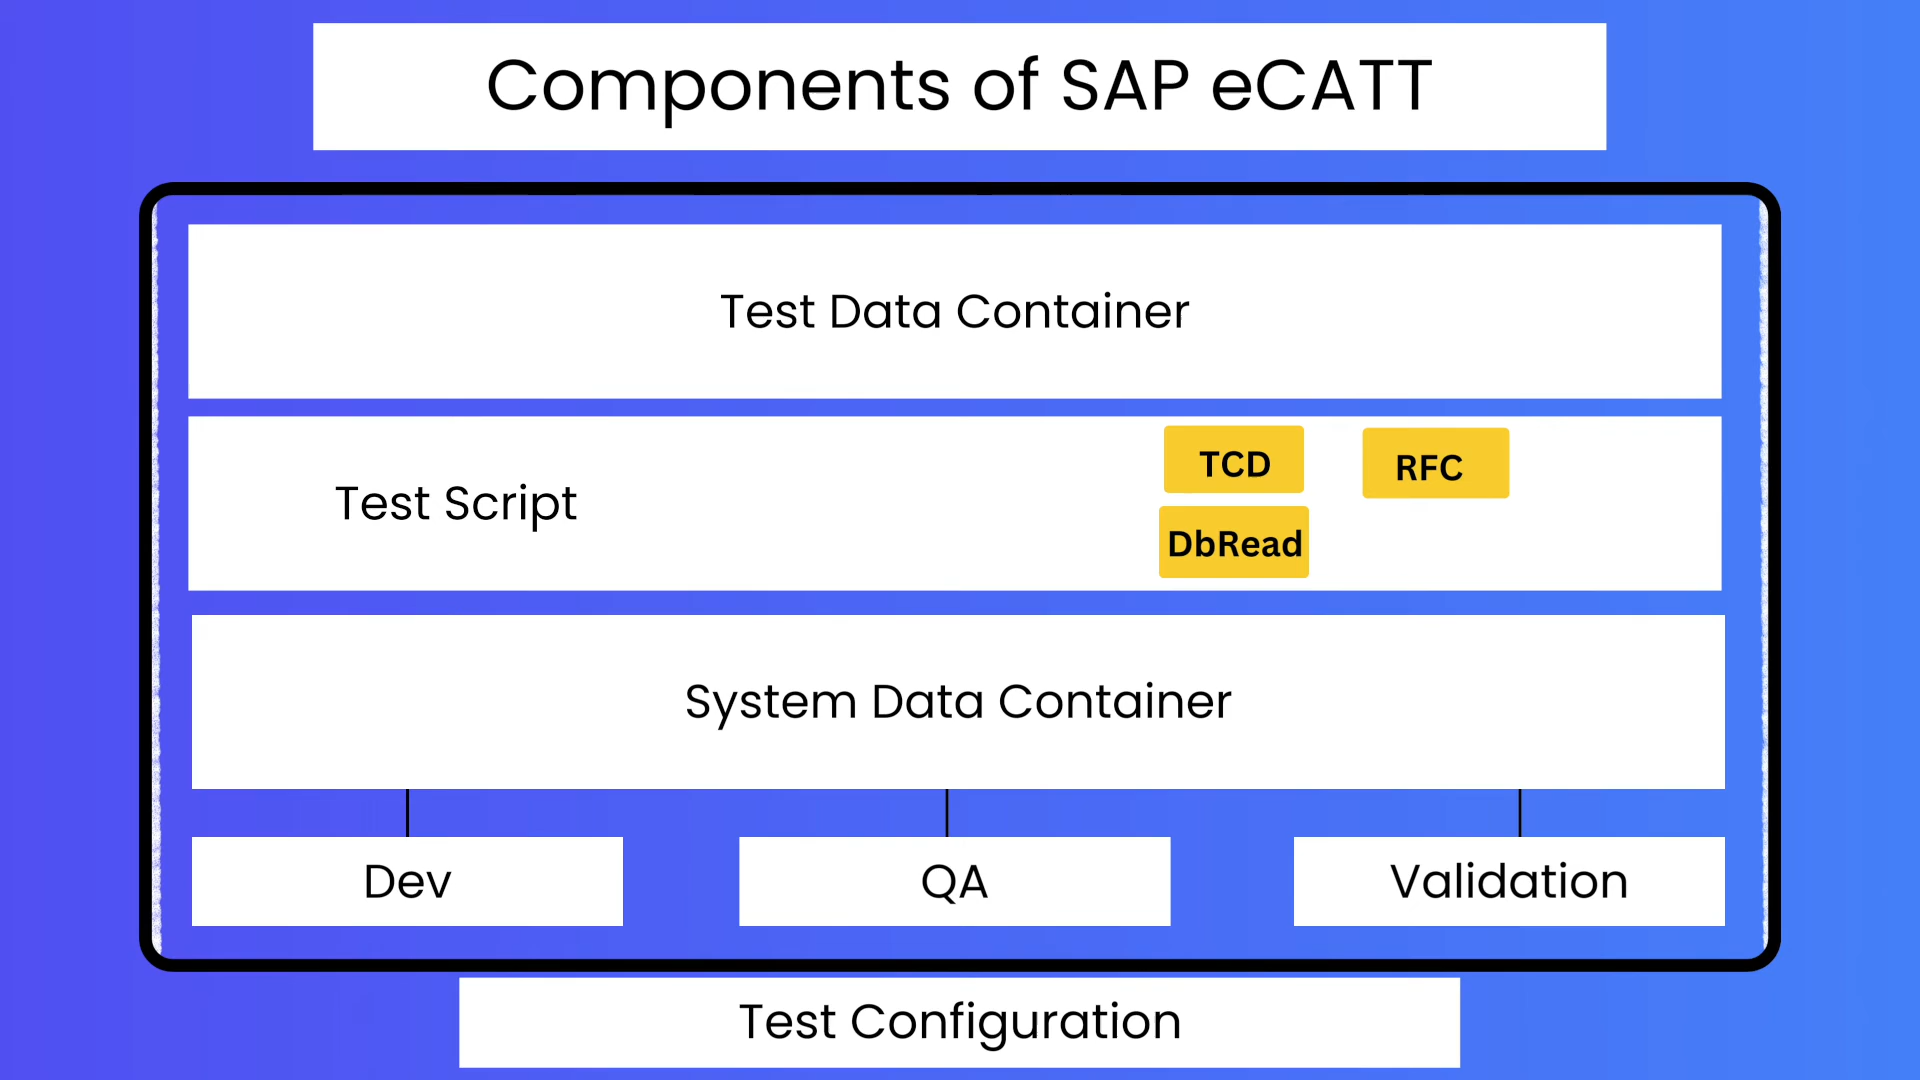 Components of SAP eCATT
Test Data Container
Test Script
TCD
RFC
DbRead
System Data Container
Dev
QA
Validation
Test Configuration